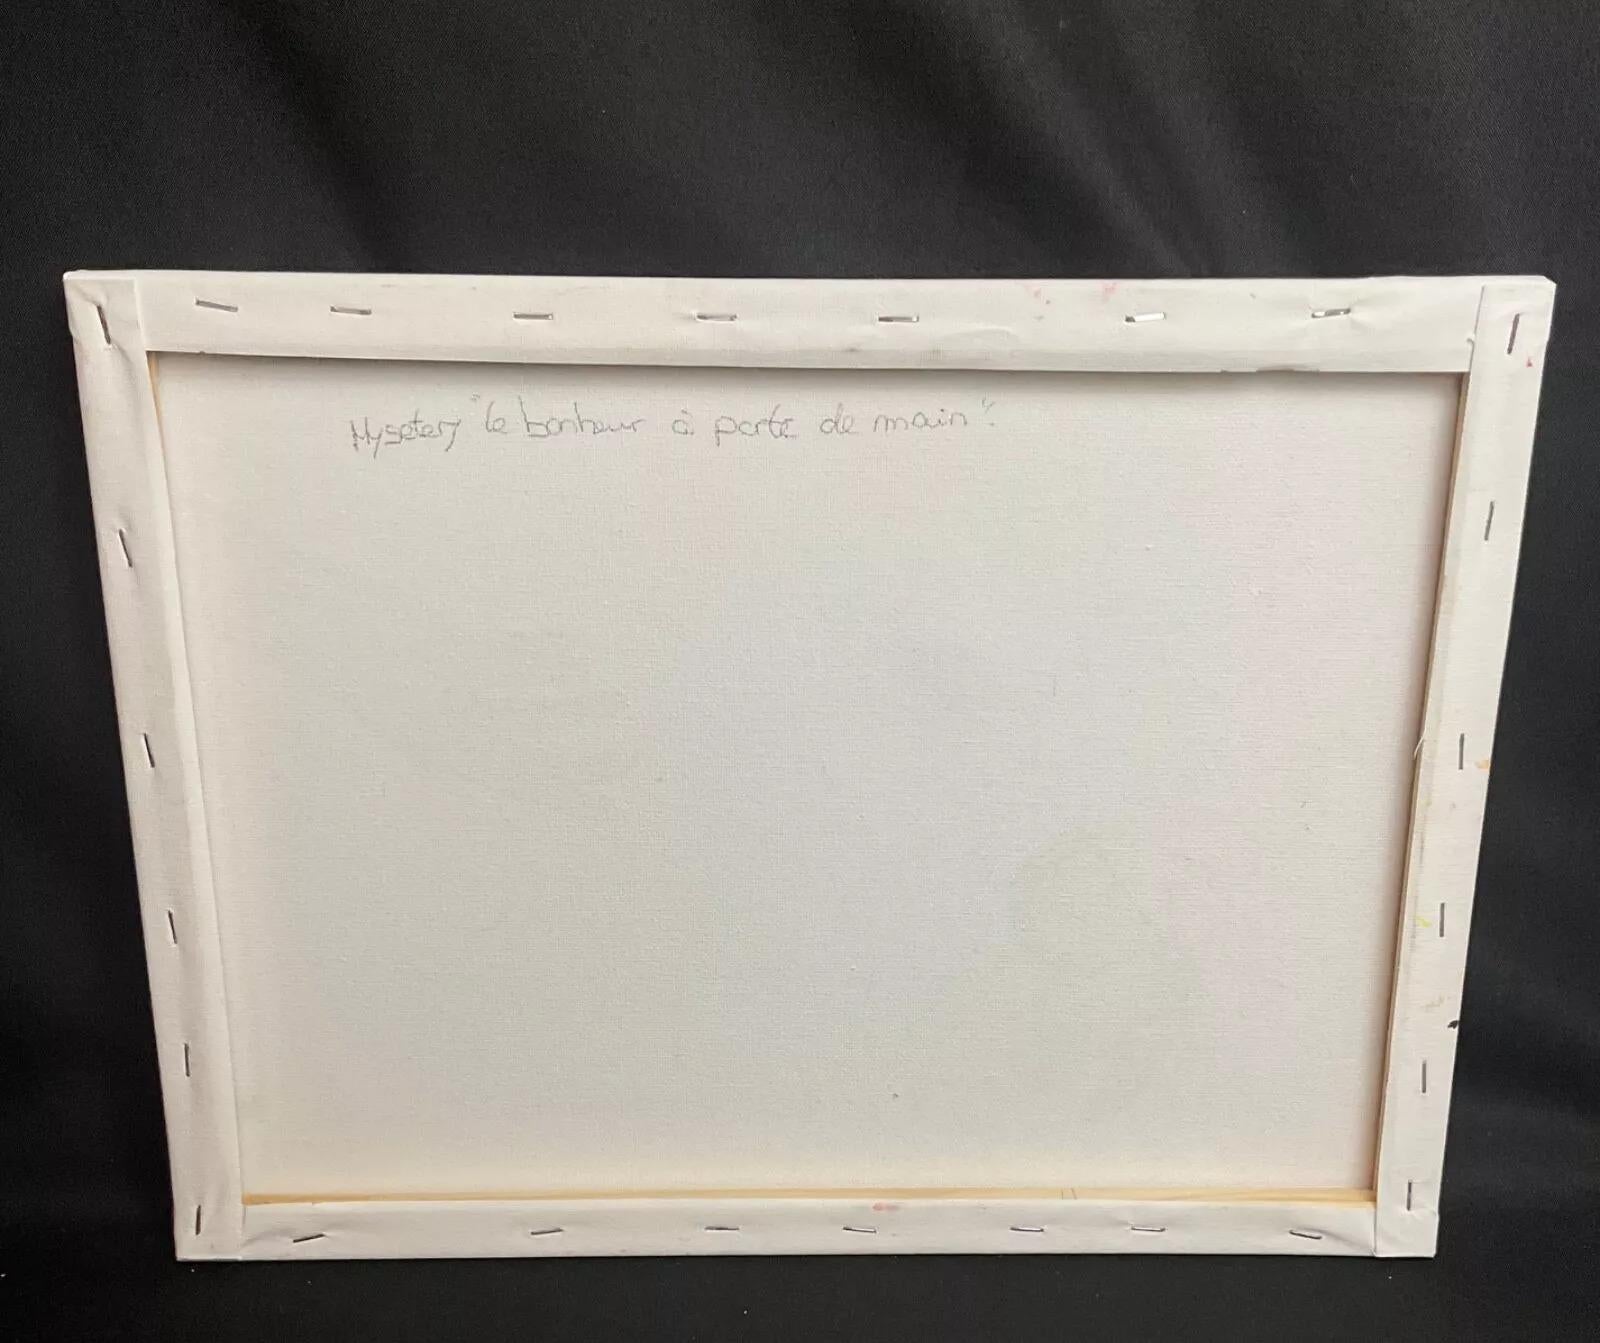 Mysetery "le bonheur à porte de main".